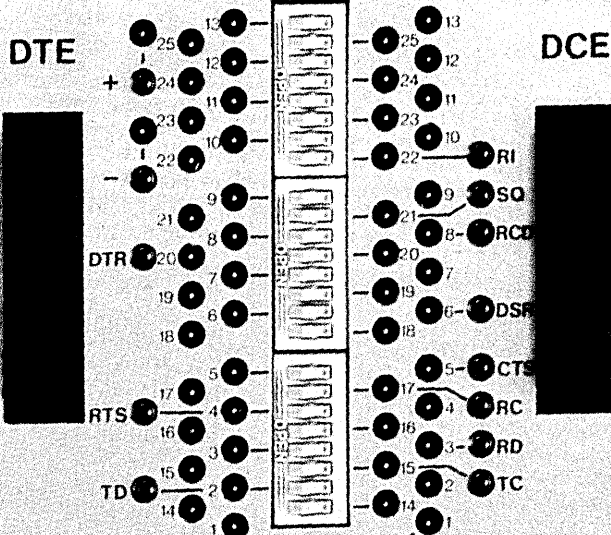 13 13
DTE 25 25 DCE
12 12
+ 24 24
11 11
23 23
10 10
22 22 RI
-
9 9 SQ
21 21
8 8 RCD
DTR 20 20
OPEN
7 7
19 19
6 6 DSR
18 18
5 5 CTS
17 17
RTS 4 4 RC
16 16
OPEN
3 3 RD
15 15
TD 2 2 TC
14 14
1 1